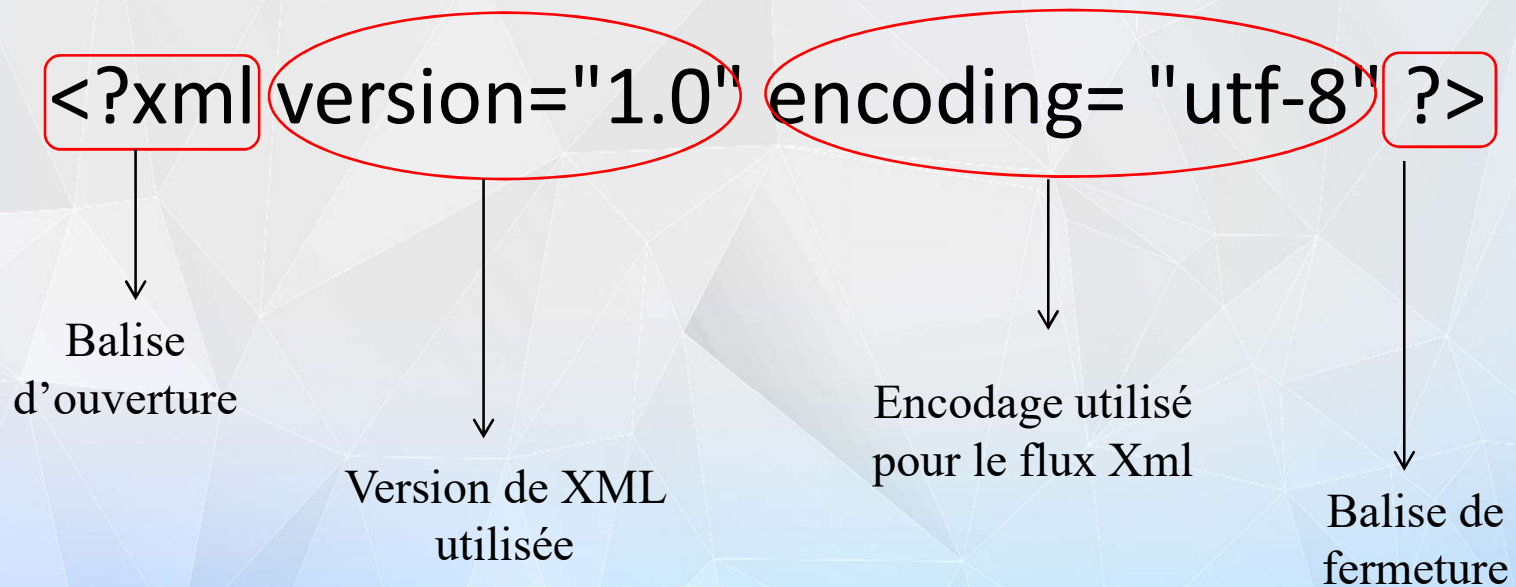 <?xml version="1.0" encoding= "utf-8" ?>
Balise
d’ouverture
Version de XML
utilisée
Encodage utilisé
pour le flux Xml
Balise de
fermeture